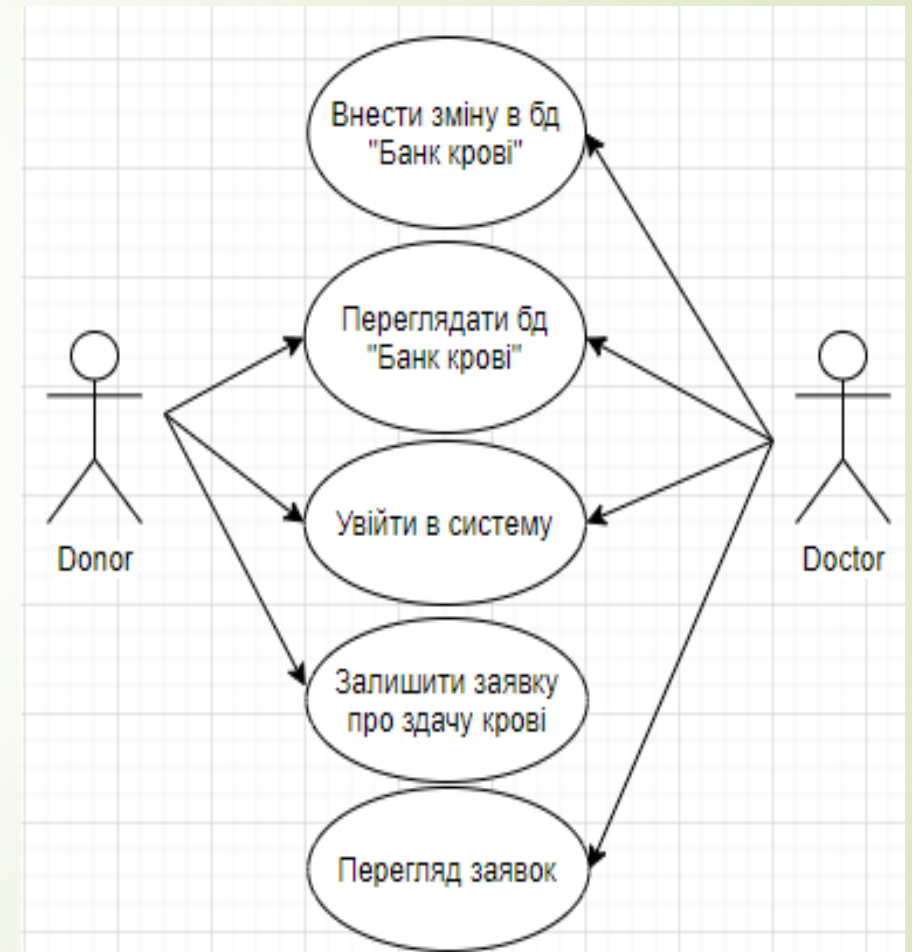 Внести зміну в бд
"Банк крові"
Переглядати бд
"Банк крові"
Увійти в систему
Donor
Doctor
Залишити заявку
про здачу крові
Перегляд заявок